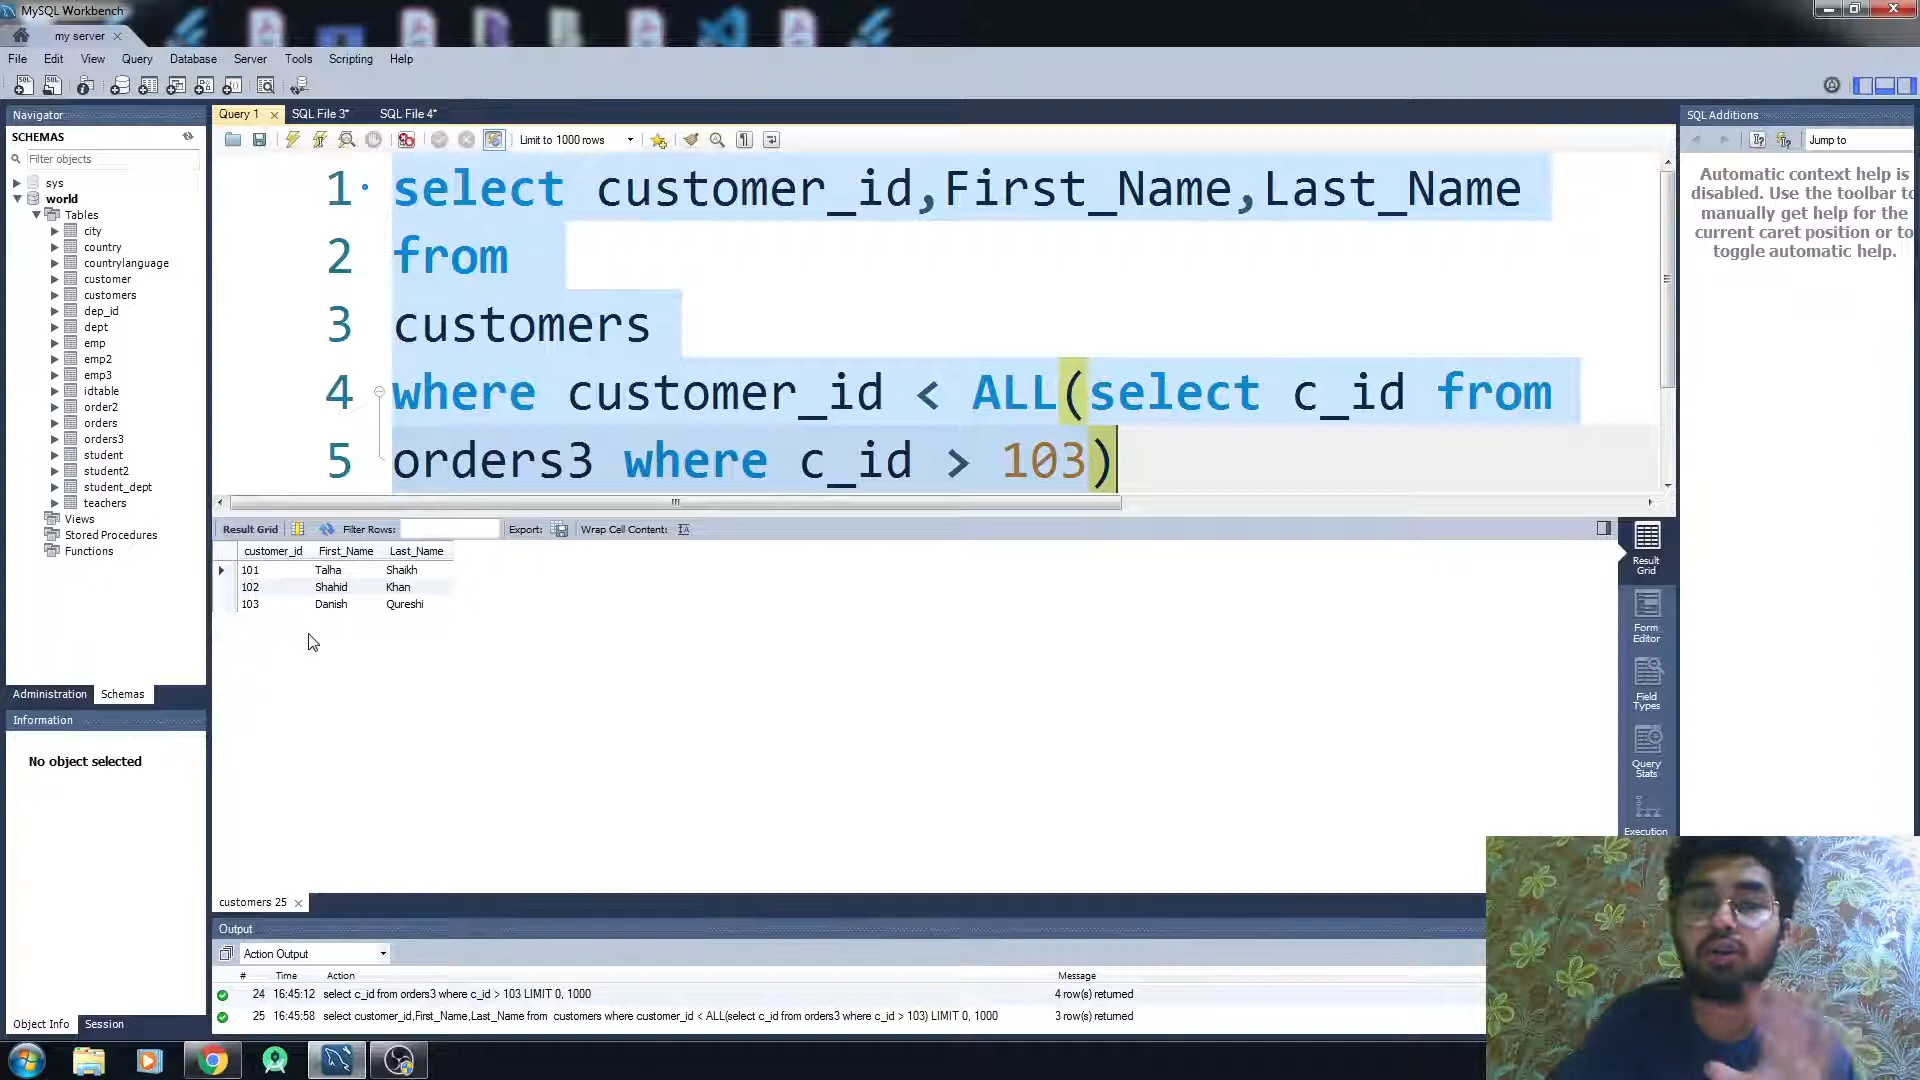 MySQL Workbench
my server
File Edit View Query Database Server Tools Scripting Help
Navigator
SCHEMAS
Filter objects
sys
world
Tables
city
country
countrylanguage
customer
customers
dep_id
dept
emp
emp2
emp3
idtable
order2
orders
orders3
student
student2
student_dept
teachers
Views
Stored Procedures
Functions
Administration Schemas
Information
No object selected
Object Info Session
Query 1 SQL File 3* SQL File 4*
Limit to 1000 rows
1 select customer_id,First_Name,Last_Name
2 from
3 customers
4 where customer_id < ALL(select c_id from
5 orders3 where c_id > 103)
Result Grid Filter Rows: Export: Wrap Cell Content:
customer_id First_Name Last_Name
101 Talha Shaikh
102 Shahid Khan
103 Danish Qureshi
Result
Grid
Form
Editor
Field
Types
Query
Stats
Execution
customers 25
Output
Action Output
# Time Action Message
24 16:45:12 select c_id from orders3 where c_id > 103 LIMIT 0, 1000 4 row(s) returned
25 16:45:58 select customer_id,First_Name,Last_Name from customers where customer_id < ALL(select c_id from orders3 where c_id > 103) LIMIT 0, 1000 3 row(s) returned
SQL Additions
Jump to
Automatic context help is
disabled. Use the toolbar to
manually get help for the
current caret position or to
toggle automatic help.